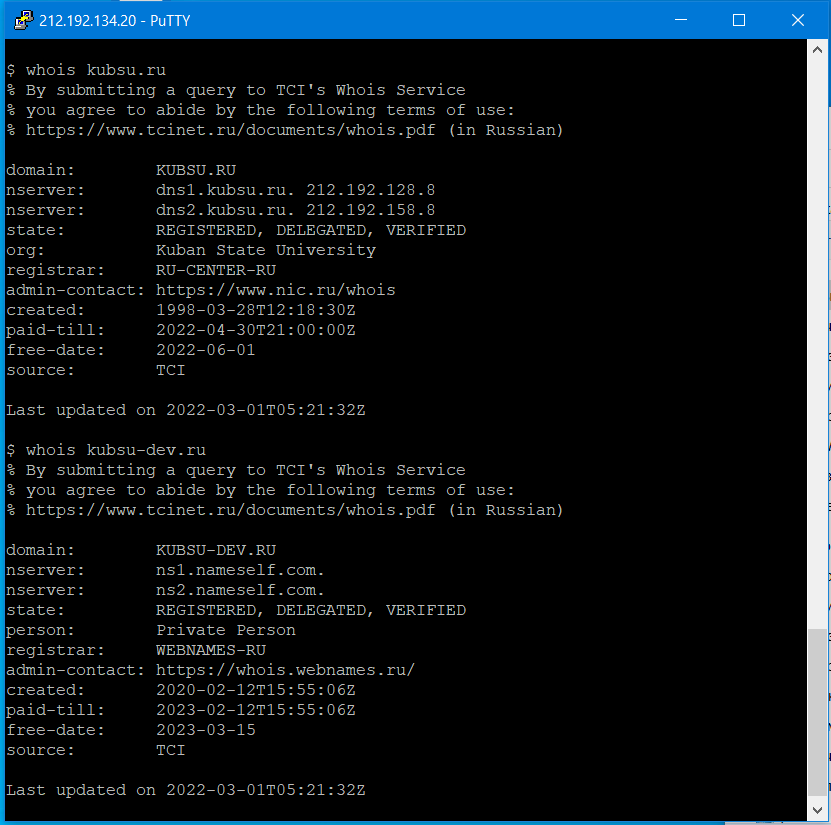 212.192.134.20 - PuTTY
$ whois kubsu.ru
% By submitting a query to TCI's Whois Service
% you agree to abide by the following terms of use:
% https://www.tcinet.ru/documents/whois.pdf (in Russian)
domain:        KUBSU.RU
nserver:       dns1.kubsu.ru. 212.192.128.8
nserver:       dns2.kubsu.ru. 212.192.158.8
state:         REGISTERED, DELEGATED, VERIFIED
org:           Kuban State University
registrar:     RU-CENTER-RU
admin-contact: https://www.nic.ru/whois
created:       1998-03-28T12:18:30Z
paid-till:     2022-04-30T21:00:00Z
free-date:     2022-06-01
source:        TCI
Last updated on 2022-03-01T05:21:32Z
$ whois kubsu-dev.ru
% By submitting a query to TCI's Whois Service
% you agree to abide by the following terms of use:
% https://www.tcinet.ru/documents/whois.pdf (in Russian)
domain:        KUBSU-DEV.RU
nserver:       ns1.nameself.com.
nserver:       ns2.nameself.com.
state:         REGISTERED, DELEGATED, VERIFIED
person:        Private Person
registrar:     WEBNAMES-RU
admin-contact: https://whois.webnames.ru/
created:       2020-02-12T15:55:06Z
paid-till:     2023-02-12T15:55:06Z
free-date:     2023-03-15
source:        TCI
Last updated on 2022-03-01T05:21:32Z